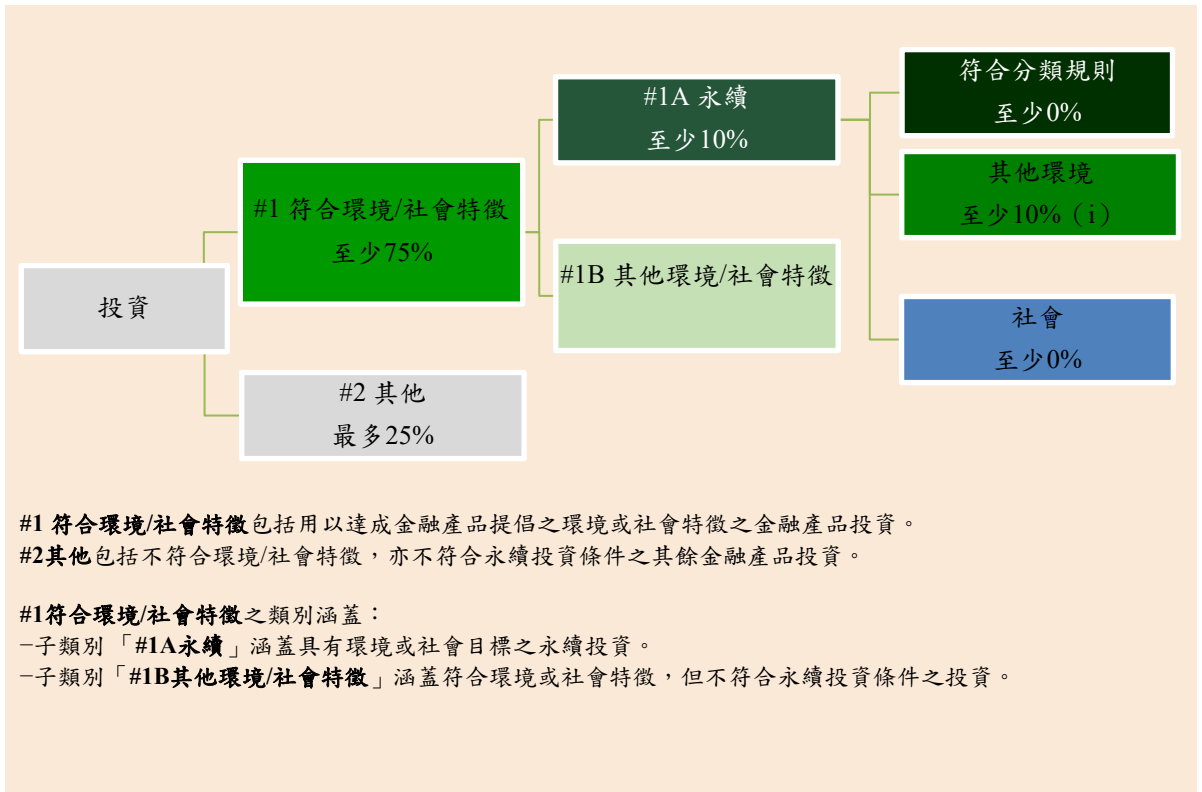 投資
#1 符合環境/社會特徵
至少75%
#2 其他
最多25%
#1A 永續
至少10%
#1B 其他環境/社會特徵
符合分類規則
至少0%
其他環境
至少10%（i）
社會
至少0%
#1 符合環境/社會特徵包括用以達成金融產品提倡之環境或社會特徵之金融產品投資。
#2其他包括不符合環境/社會特徵，亦不符合永續投資條件之其餘金融產品投資。
#1符合環境/社會特徵之類別涵蓋：
−子類別「#1A永續」涵蓋具有環境或社會目標之永續投資。
−子類別「#1B其他環境/社會特徵」涵蓋符合環境或社會特徵，但不符合永續投資條件之投資。